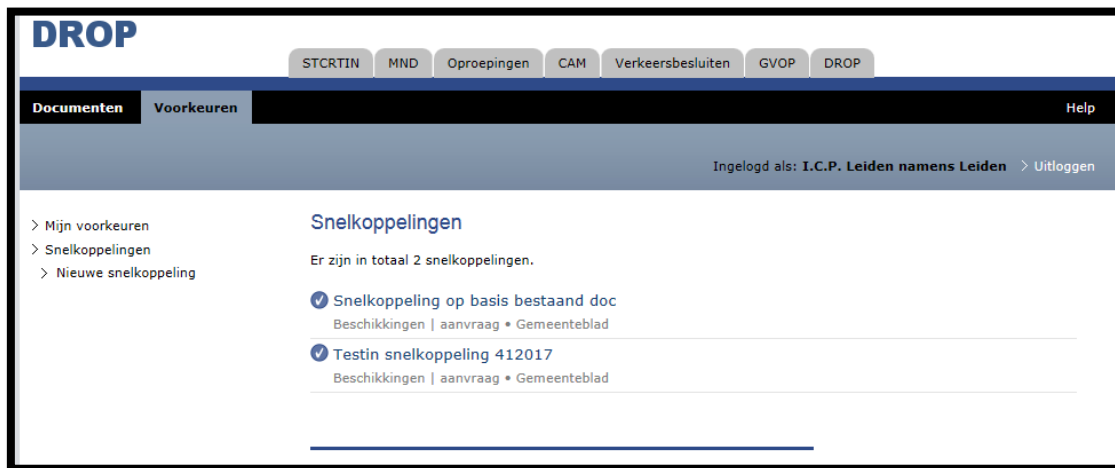 DROP
STCRTIN MND Oproepingen CAM Verkeersbesluiten GVOP DROP
Documenten Voorkeuren Help
Ingelogd als: I.C.P. Leiden namens Leiden > Uitloggen
> Mijn voorkeuren
> Snelkoppelingen
> Nieuwe snelkoppeling
Snelkoppelingen
Er zijn in totaal 2 snelkoppelingen.
Snelkoppeling op basis bestaand doc
Beschikkingen | aanvraag • Gemeenteblad
Testin snelkoppeling 412017
Beschikkingen | aanvraag • Gemeenteblad